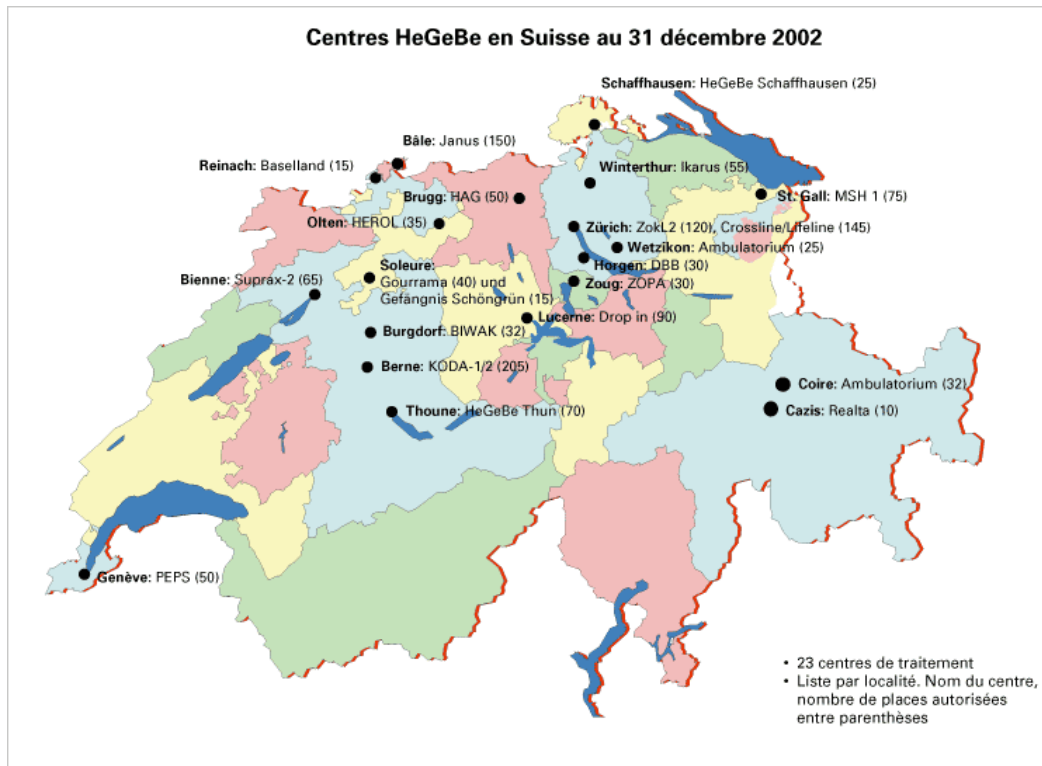 Centres HeGeBe en Suisse au 31 décembre 2002
Schaffhausen: HeGeBe Schaffhausen (25)
Bâle: Janus (150)
Reinach: Baselland (15)
Winterthur: Ikarus (55)
Brugg: HAG (50)
St. Gall: MSH 1 (75)
Olten: HEROL (35)
Zürich: ZokL2 (120), Crossline/Lifeline (145)
Wetzikon: Ambulatorium (25)
Horgen: DBB (30)
Soleure:
Gourrama (40) und
Gefängnis Schöngrün (15)
Bienne: Suprax-2 (65)
Zoug: ZOPA (30)
Lucerne: Drop in (90)
Burgdorf: BIWAK (32)
Berne: KODA-1/2 (205)
Coire: Ambulatorium (32)
Cazis: Realta (10)
Thoune: HeGeBe Thun (70)
Genève: PEPS (50)
• 23 centres de traitement
• Liste par localité. Nom du centre,
nombre de places autorisées
entre parenthèses